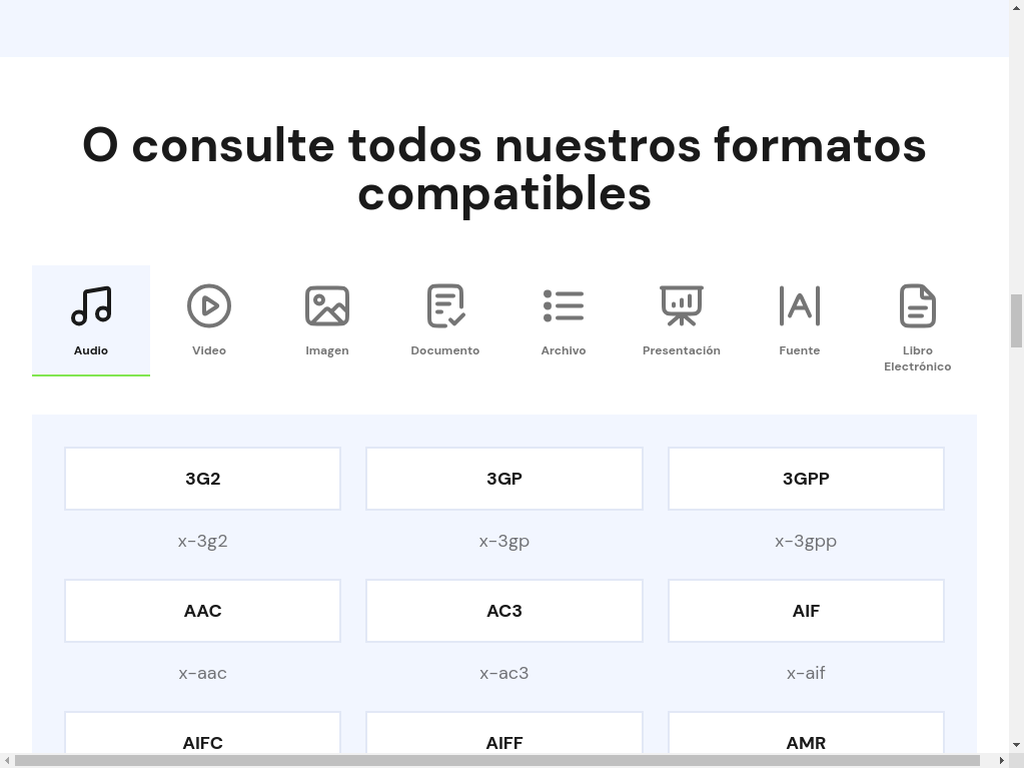 O consulte todos nuestros formatos
compatibles
Audio
Video
Imagen
Documento
Archivo
Presentación
Fuente
Libro
Electrónico
3G2
3GP
3GPP
x-3g2
x-3gp
x-3gpp
AAC
AC3
AIF
x-aac
x-ac3
x-aif
AIFC
AIFF
AMR